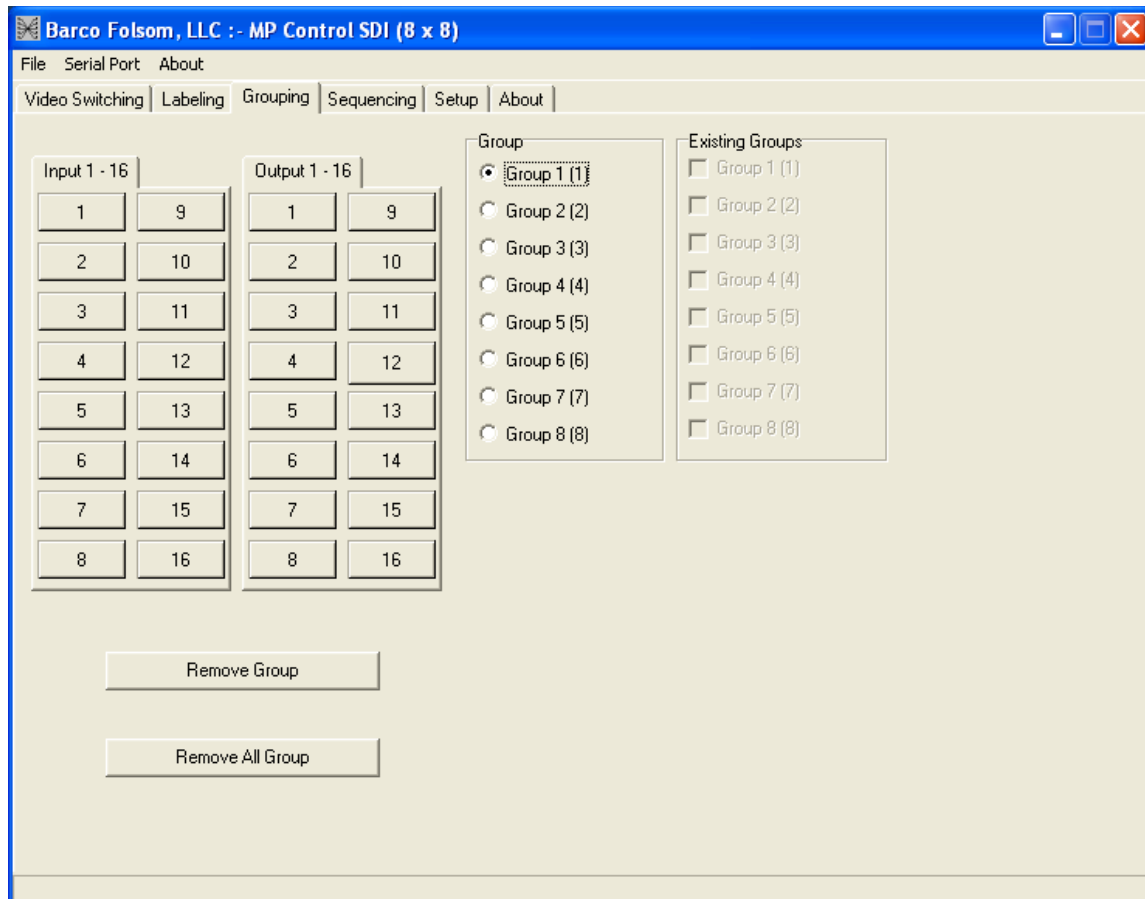 Barco Folsom, LLC :- MP Control SDI (8 x 8)
File Serial Port About
Video Switching Labeling Grouping Sequencing Setup About
Input 1 - 16
1 9
2 10
3 11
4 12
5 13
6 14
7 15
8 16
Output 1 - 16
1 9
2 10
3 11
4 12
5 13
6 14
7 15
8 16
Group
Group 1 (1)
Group 2 (2)
Group 3 (3)
Group 4 (4)
Group 5 (5)
Group 6 (6)
Group 7 (7)
Group 8 (8)
Existing Groups
Group 1 (1)
Group 2 (2)
Group 3 (3)
Group 4 (4)
Group 5 (5)
Group 6 (6)
Group 7 (7)
Group 8 (8)
Remove Group
Remove All Group